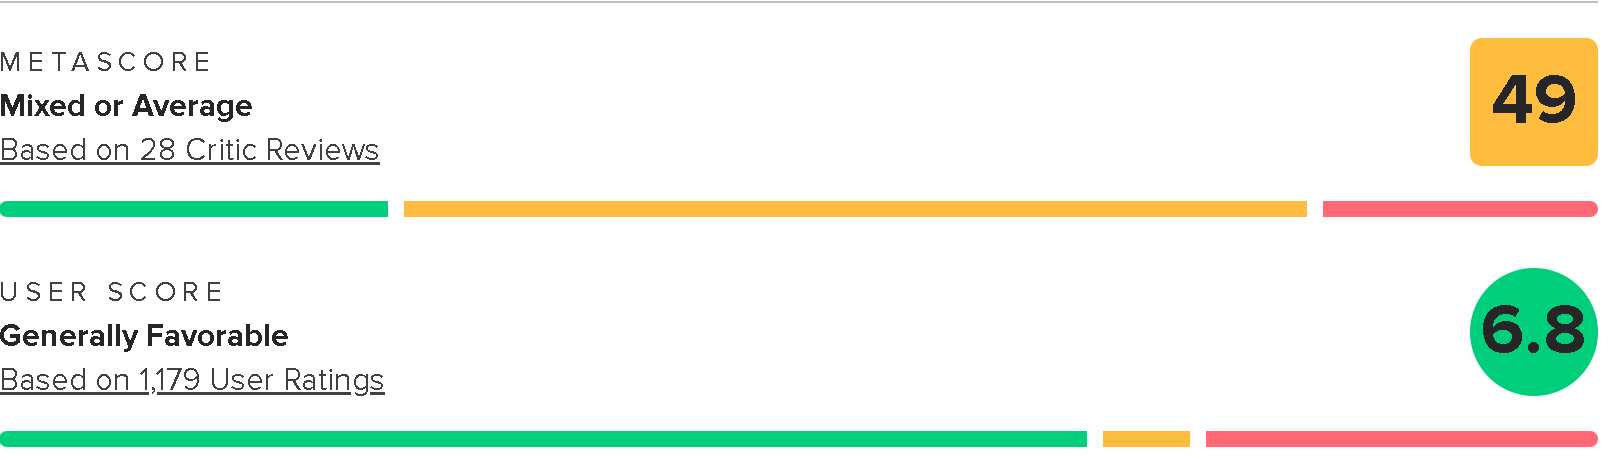 METASCORE
Mixed or Average
Based on 28 Critic Reviews
49
USER SCORE
Generally Favorable
Based on 1,179 User Ratings
6.8